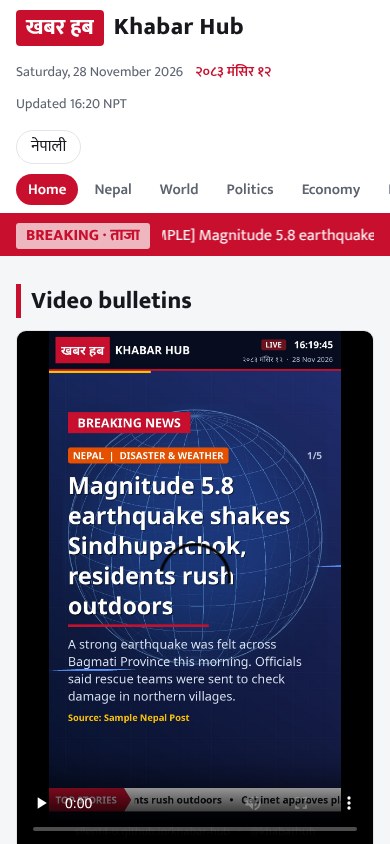 खबर हब Khabar Hub
Saturday, 28 November 2026 २०८३ मंसिर १२
Updated 16:20 NPT
नेपाली
Home Nepal World Politics Economy
BREAKING · ताजा MPLE] Magnitude 5.8 earthquake
Video bulletins
खबर हब KHABAR HUB LIVE 16:19:45
२०८३ मंसिर १२ · 28 Nov 2026
BREAKING NEWS
NEPAL | DISASTER & WEATHER 1/5
Magnitude 5.8
earthquake shakes
Sindhupalchok,
residents rush
outdoors
A strong earthquake was felt across
Bagmati Province this morning. Officials
said rescue teams were sent to check
damage in northern villages.
Source: Sample Nepal Post
TOP STORIES nts rush outdoors • Cabinet approves pl
0:00